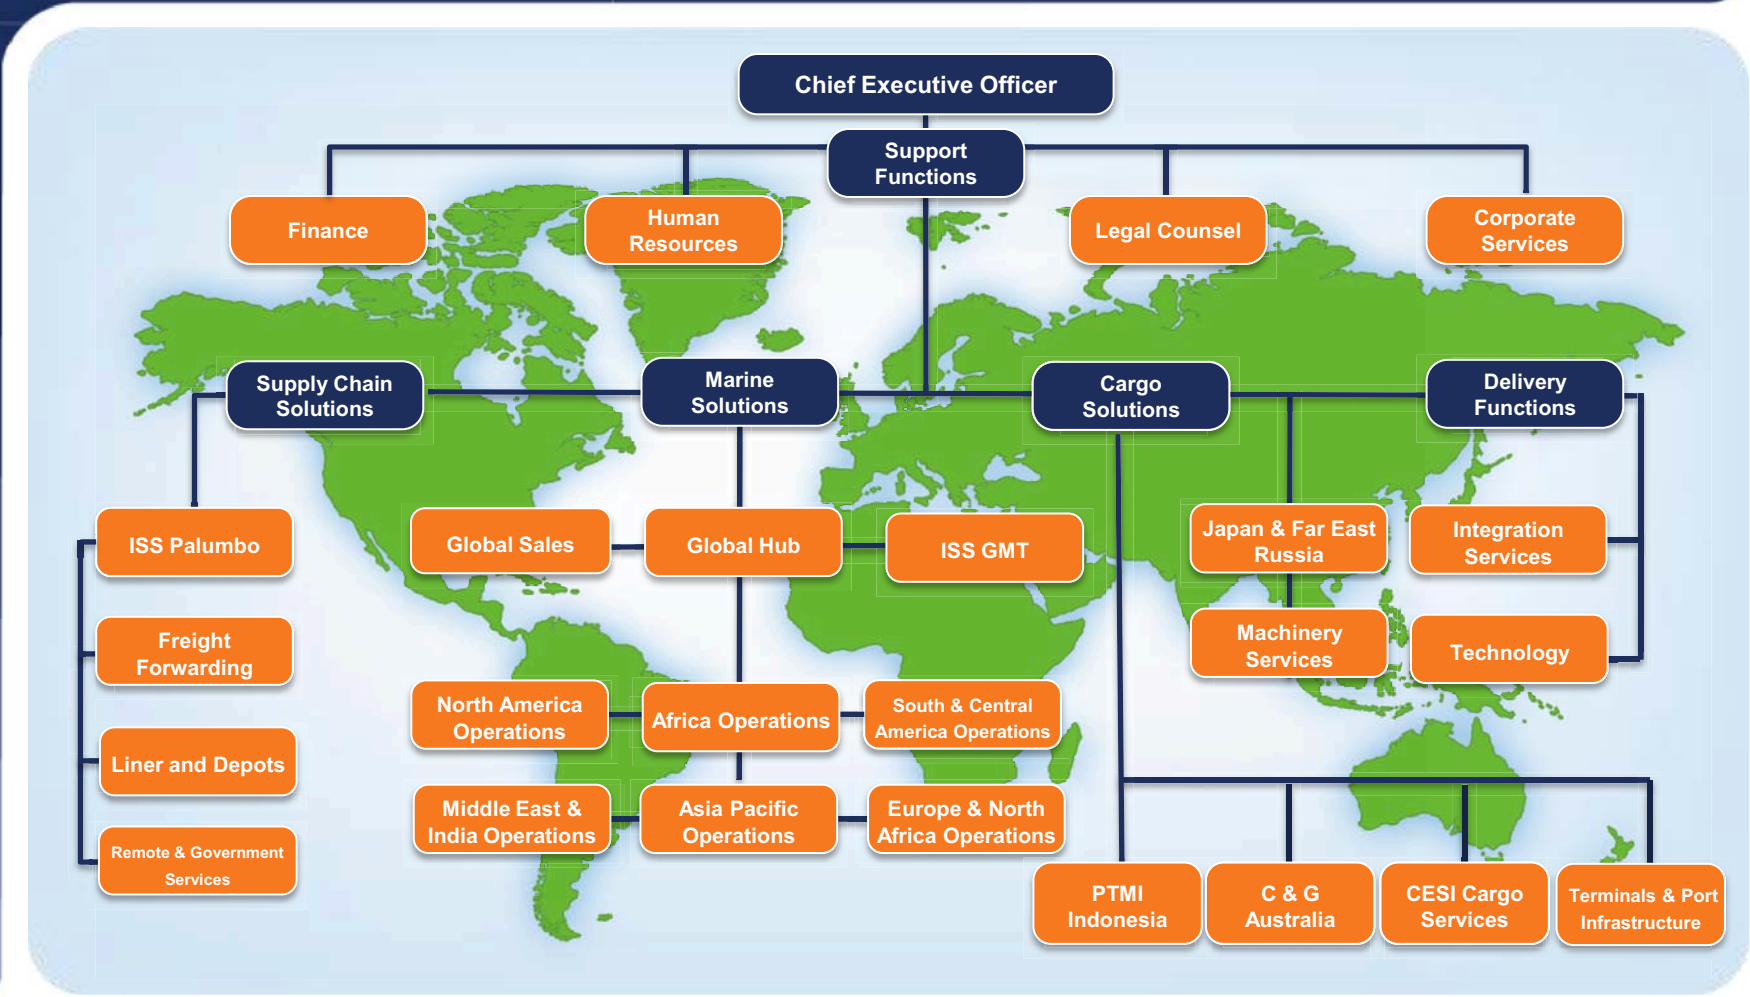 Chief Executive Officer
Support
Functions
Finance
Human
Resources
Legal Counsel
Corporate
Services
Supply Chain
Solutions
Marine
Solutions
Cargo
Solutions
Delivery
Functions
ISS Palumbo
Global Sales
Global Hub
ISS GMT
Japan & Far East
Russia
Integration
Services
Freight
Forwarding
Machinery
Services
Technology
North America
Operations
Africa Operations
South & Central
America Operations
Liner and Depots
Middle East &
India Operations
Asia Pacific
Operations
Europe & North
Africa Operations
Remote & Government
Services
PTMI
Indonesia
C & G
Australia
CESI Cargo
Services
Terminals & Port
Infrastructure